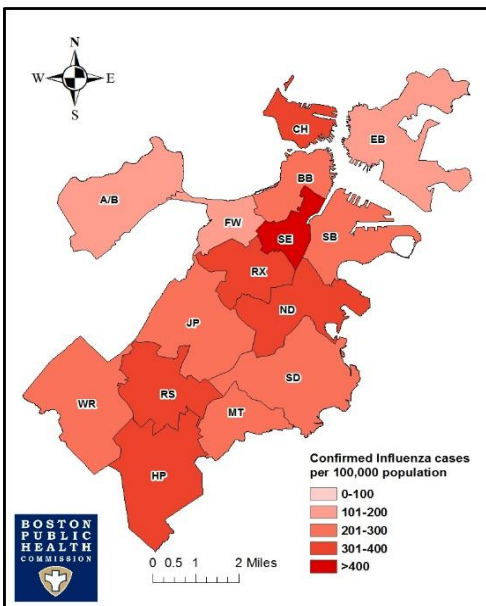 N
W E
S
CH
EB
BB
A/B
FW
SE
SB
RX
ND
JP
SD
WR
RS
MT
HP
Confirmed Influenza cases
per 100,000 population
0-100
101-200
201-300
301-400
>400
BOSTON
PUBLIC
HEALTH
COMMISSION
0 0.5 1 2 Miles